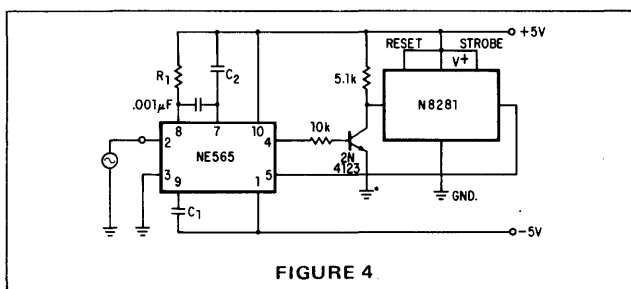 +5V
RESET
STROBE
V+
R1
C2
5.1k
.001µF
N8281
8
7
10
10k
2
4
NE565
2N
4123
3
5
9
1
*
GND.
C1
-5V
FIGURE 4